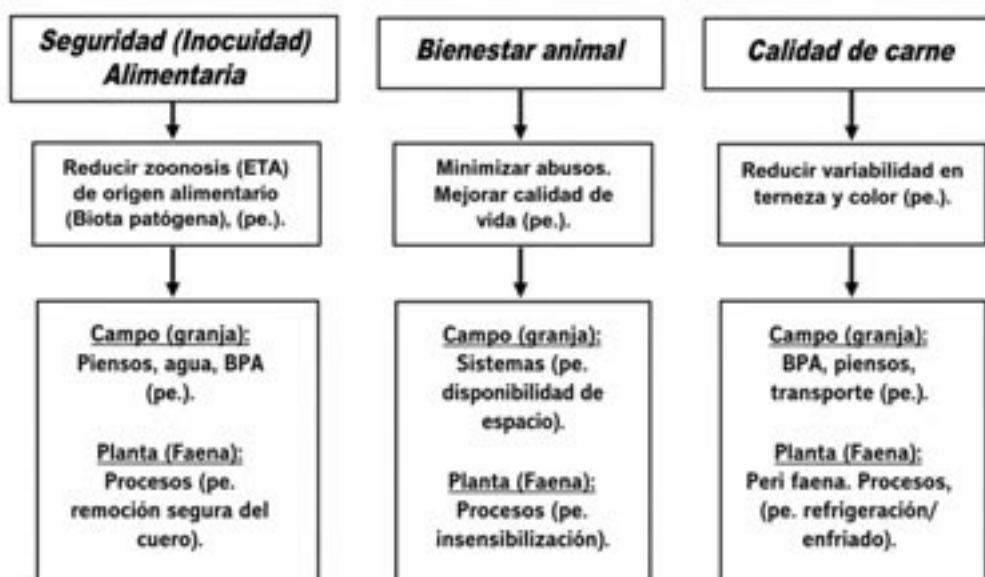 Seguridad (Inocuidad)
Alimentaria
Reducir zoonosis (ETA)
de origen alimentario
(Biota patógena), (pe.).
Campo (granja):
Piensos, agua, BPA
(pe.).
Planta (Faena):
Procesos (pe.
remoción segura del
cuero).
Bienestar animal
Minimizar abusos.
Mejorar calidad de
vida (pe.).
Campo (granja):
Sistemas (pe.
disponibilidad de
espacio).
Planta (Faena):
Procesos (pe.
insensibilización).
Calidad de carne
Reducir variabilidad en
terneza y color (pe.).
Campo (granja):
BPA, piensos,
transporte (pe.).
Planta (Faena):
Peri faena. Procesos,
(pe. refrigeración/
enfriado).